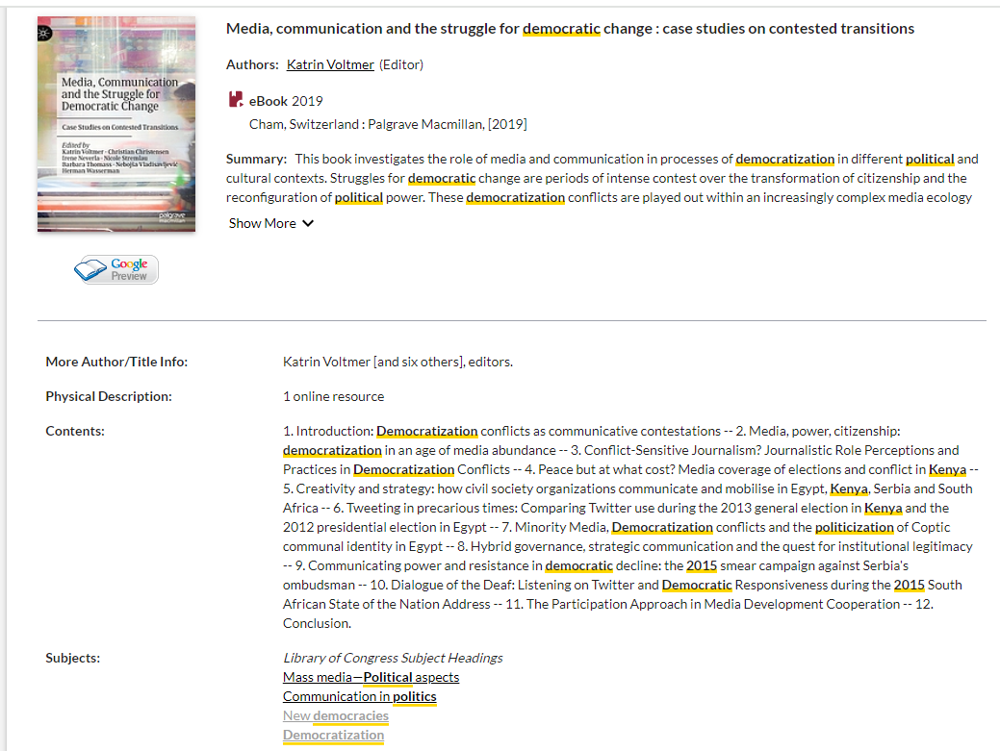 Media, communication and the struggle for democratic change : case studies on contested transitions
Authors: Katrin Voltmer (Editor)
eBook 2019
Cham, Switzerland : Palgrave Macmillan, [2019]
Summary: This book investigates the role of media and communication in processes of democratization in different political and
cultural contexts. Struggles for democratic change are periods of intense contest over the transformation of citizenship and the
reconfiguration of political power. These democratization conflicts are played out within an increasingly complex media ecology
Show More
Media, Communication
and the Struggle for
Democratic Change
Case Studies on Contested Transitions
Edited by
Katrin Voltmer · Christian Christensen
Irene Neverla · Nicole Stremlau
Barbara Thomass · Nebojša Vladisavljević
Herman Wasserman
palgrave
macmillan
Google
Preview
More Author/Title Info: Katrin Voltmer [and six others], editors.
Physical Description: 1 online resource
Contents: 1. Introduction: Democratization conflicts as communicative contestations -- 2. Media, power, citizenship:
democratization in an age of media abundance -- 3. Conflict-Sensitive Journalism? Journalistic Role Perceptions and
Practices in Democratization Conflicts -- 4. Peace but at what cost? Media coverage of elections and conflict in Kenya --
5. Creativity and strategy: how civil society organizations communicate and mobilise in Egypt, Kenya, Serbia and South
Africa -- 6. Tweeting in precarious times: Comparing Twitter use during the 2013 general election in Kenya and the
2012 presidential election in Egypt -- 7. Minority Media, Democratization conflicts and the politicization of Coptic
communal identity in Egypt -- 8. Hybrid governance, strategic communication and the quest for institutional legitimacy
-- 9. Communicating power and resistance in democratic decline: the 2015 smear campaign against Serbia's
ombudsman -- 10. Dialogue of the Deaf: Listening on Twitter and Democratic Responsiveness during the 2015 South
African State of the Nation Address -- 11. The Participation Approach in Media Development Cooperation -- 12.
Conclusion.
Subjects: Library of Congress Subject Headings
Mass media—Political aspects
Communication in politics
New democracies
Democratization